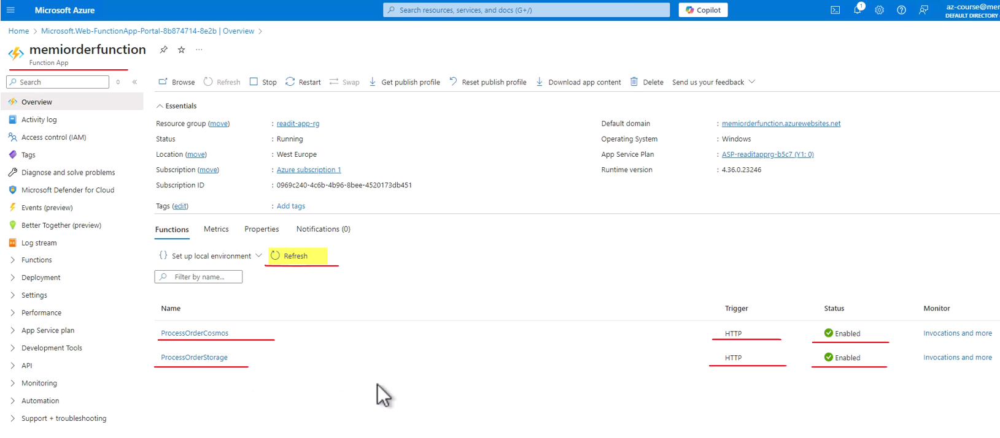 Microsoft Azure
Search resources, services, and docs (G+/)
Copilot
1
az-course@mer
DEFAULT DIRECTORY
Home > Microsoft.Web-FunctionApp-Portal-8b874714-8e2b | Overview >
memiorderfunction
Function App
Search
Browse Refresh Stop Restart Swap Get publish profile Reset publish profile Download app content Delete Send us your feedback
Overview
Activity log
Access control (IAM)
Tags
Diagnose and solve problems
Microsoft Defender for Cloud
Events (preview)
Better Together (preview)
Log stream
Functions
Deployment
Settings
Performance
App Service plan
Development Tools
API
Monitoring
Automation
Support + troubleshooting
Essentials
Resource group (move) : readit-app-rg
Status : Running
Location (move) : West Europe
Subscription (move) : Azure subscription 1
Subscription ID : 0969c240-4c6b-4b96-8bee-4520173db451
Tags (edit) : Add tags
Default domain : memiorderfunction.azurewebsites.net
Operating System : Windows
App Service Plan : ASP-readitapprg-b5c7 (Y1: 0)
Runtime version : 4.36.0.23246
Functions Metrics Properties Notifications (0)
{} Set up local environment Refresh
Filter by name...
Name Trigger Status Monitor
ProcessOrderCosmos HTTP Enabled Invocations and more
ProcessOrderStorage HTTP Enabled Invocations and more